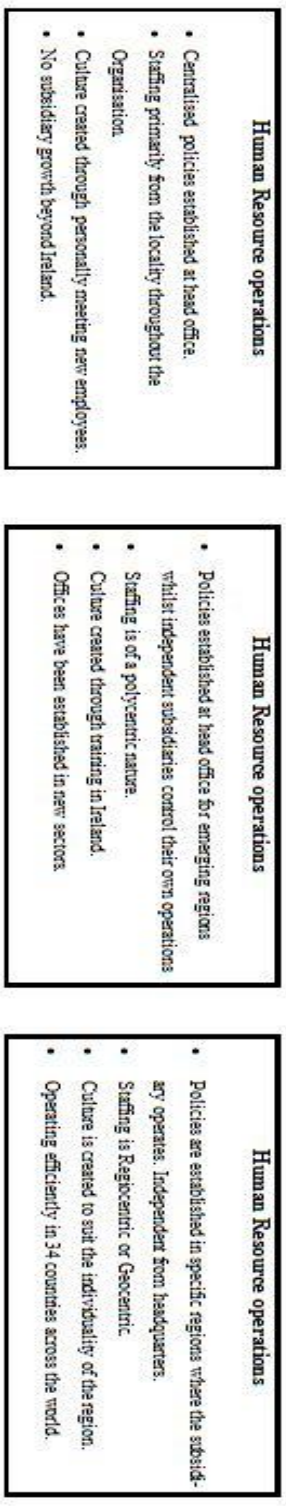 Human Resource operations
• Centralised policies established at head office.
• Staffing primarily from the locality throughout the
Organisation.
• Culture created through personally meeting new employees.
• No subsidiary growth beyond Ireland.
Human Resource operations
• Policies established at head office for emerging regions
whilst independent subsidiaries control their own operations
• Staffing is of a polycentric nature.
• Culture created through training in Ireland.
• Offices have been established in new sectors.
Human Resource operations
• Policies are established in specific regions where the subsidi-
ary operates. Independent from headquarters.
• Staffing is Regiocentric or Geocentric.
• Culture is created to suit the individuality of the region.
• Operating efficiently in 34 countries across the world.